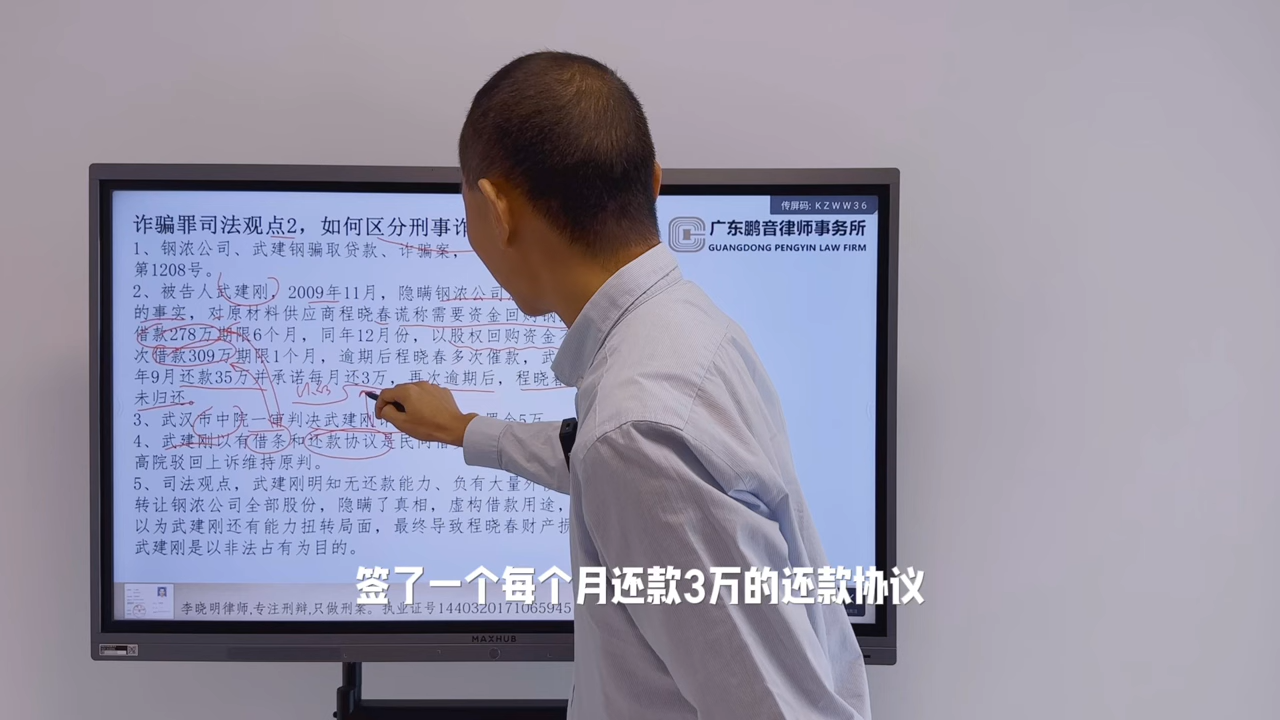 传屏码: KZWW36
广东鹏音律师事务所
GUANGDONG PENGYIN LAW FIRM
诈骗罪司法观点2，如何区分刑事诈
1、钢浓公司、武建钢骗取贷款、诈骗案，
第1208号。
2、被告人武建刚，2009年11月，隐瞒钢浓公司
的事实，对原材料供应商程晓春谎称需要资金回购钢
借款278万期限6个月，同年12月份，以股权回购资金
次借款309万期限1个月，逾期后程晓春多次催款，武
年9月还款35万并承诺每月还3万，再次逾期后，程晓春
未归还。
3、武汉市中院一审判决武建刚 罚金5万
4、武建刚以有借条和还款协议是民间借
高院驳回上诉维持原判。
5、司法观点，武建刚明知无还款能力、负有大量外
转让钢浓公司全部股份，隐瞒了真相，虚构借款用途，
以为武建刚还有能力扭转局面，最终导致程晓春财产损
武建刚是以非法占有为目的。
签了一个每个月还款3万的还款协议
李晓明律师,专注刑辩,只做刑案。执业证号1440320171065945
MAXHUB